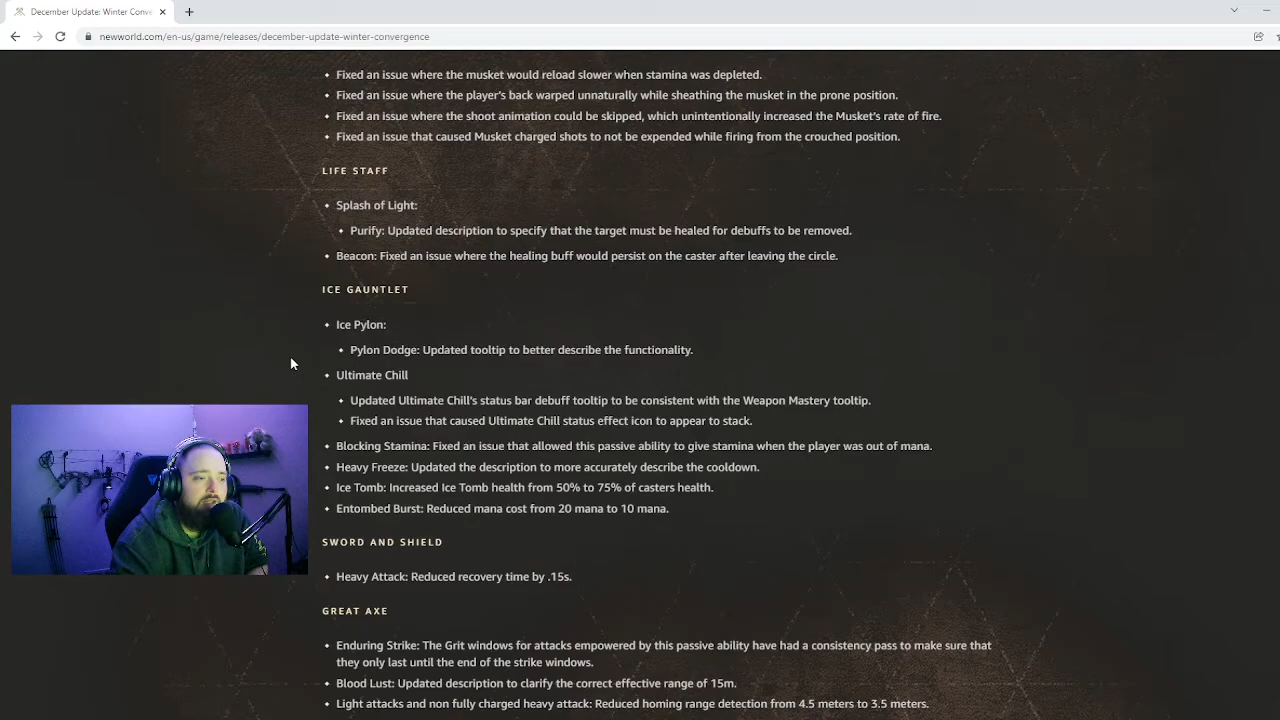 December Update: Winter Conve
newworld.com/en-us/game/releases/december-update-winter-convergence
Fixed an issue where the musket would reload slower when stamina was depleted.
Fixed an issue where the player's back warped unnaturally while sheathing the musket in the prone position.
Fixed an issue where the shoot animation could be skipped, which unintentionally increased the Musket's rate of fire.
Fixed an issue that caused Musket charged shots to not be expended while firing from the crouched position.
LIFE STAFF
Splash of Light:
Purify: Updated description to specify that the target must be healed for debuffs to be removed.
Beacon: Fixed an issue where the healing buff would persist on the caster after leaving the circle.
ICE GAUNTLET
Ice Pylon:
Pylon Dodge: Updated tooltip to better describe the functionality.
Ultimate Chill
Updated Ultimate Chill's status bar debuff tooltip to be consistent with the Weapon Mastery tooltip.
Fixed an issue that caused Ultimate Chill status effect icon to appear to stack.
Blocking Stamina: Fixed an issue that allowed this passive ability to give stamina when the player was out of mana.
Heavy Freeze: Updated the description to more accurately describe the cooldown.
Ice Tomb: Increased Ice Tomb health from 50% to 75% of casters health.
Entombed Burst: Reduced mana cost from 20 mana to 10 mana.
SWORD AND SHIELD
Heavy Attack: Reduced recovery time by .15s.
GREAT AXE
Enduring Strike: The Grit windows for attacks empowered by this passive ability have had a consistency pass to make sure that
they only last until the end of the strike windows.
Blood Lust: Updated description to clarify the correct effective range of 15m.
Light attacks and non fully charged heavy attack: Reduced homing range detection from 4.5 meters to 3.5 meters.